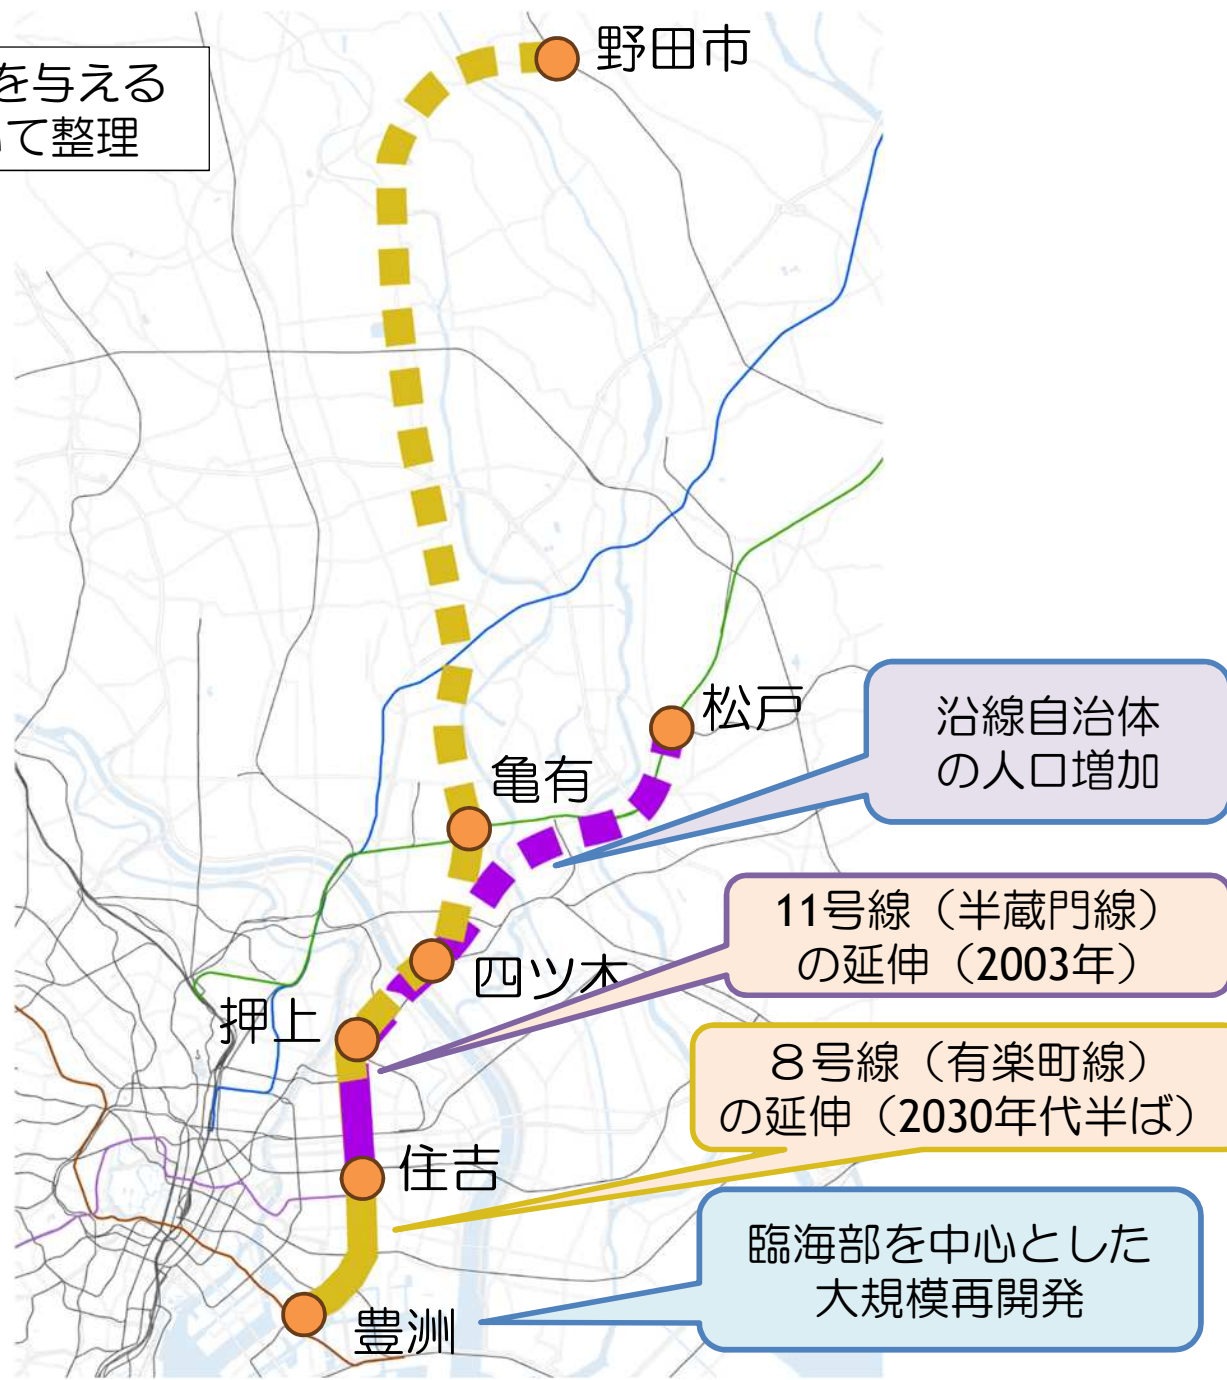 野田市
を与える
いて整理
松戸
沿線自治体
の人口増加
亀有
11号線（半蔵門線）
の延伸（2003年）
四ツ木
押上
８号線（有楽町線）
の延伸（2030年代半ば）
住吉
臨海部を中心とした
大規模再開発
豊洲